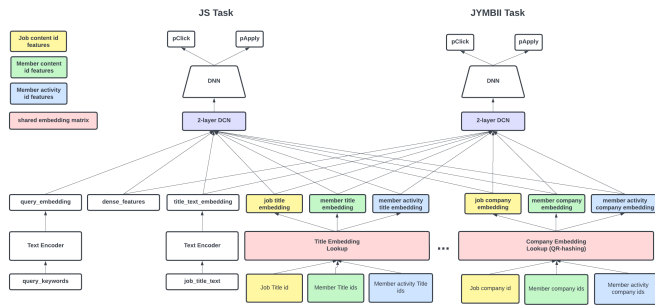 JS Task
JYMBII Task
pClick
pApply
pClick
pApply
Job content id
features
Member content
id features
Member activity
id features
shared embedding matrix
DNN
DNN
2-layer DCN
2-layer DCN
query_embedding
dense_features
title_text_embedding
job title
embedding
member title
embedding
member activity
title embedding
job company
embedding
member company
embedding
member activity
company embedding
Text Encoder
Text Encoder
Title Embedding
Lookup
...
Company Embedding
Lookup (QR-hashing)
query_keywords
job_title_text
Job Title id
Member Title ids
Member activity Title
ids
Job company id
Member company ids
Member activity
company ids